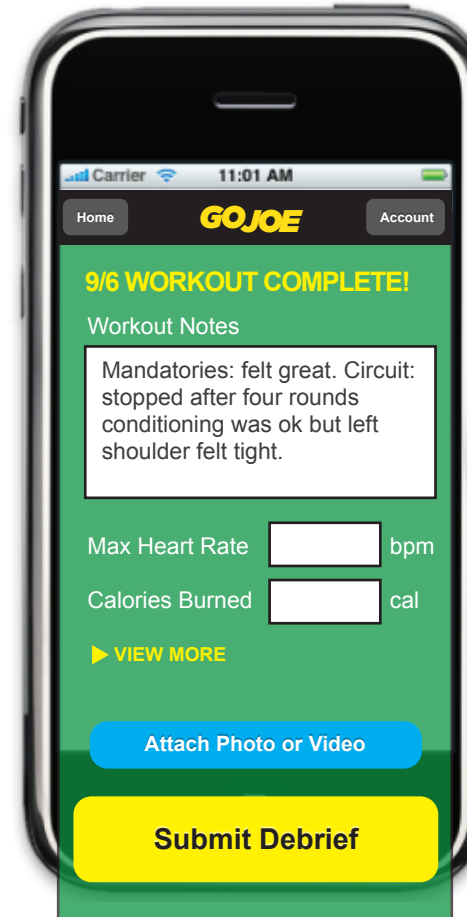 Carrier 11:01 AM
Home GOJOE Account
9/6 WORKOUT COMPLETE!
Workout Notes
Mandatories: felt great. Circuit:
stopped after four rounds
conditioning was ok but left
shoulder felt tight.
Max Heart Rate bpm
Calories Burned cal
VIEW MORE
Attach Photo or Video
Submit Debrief